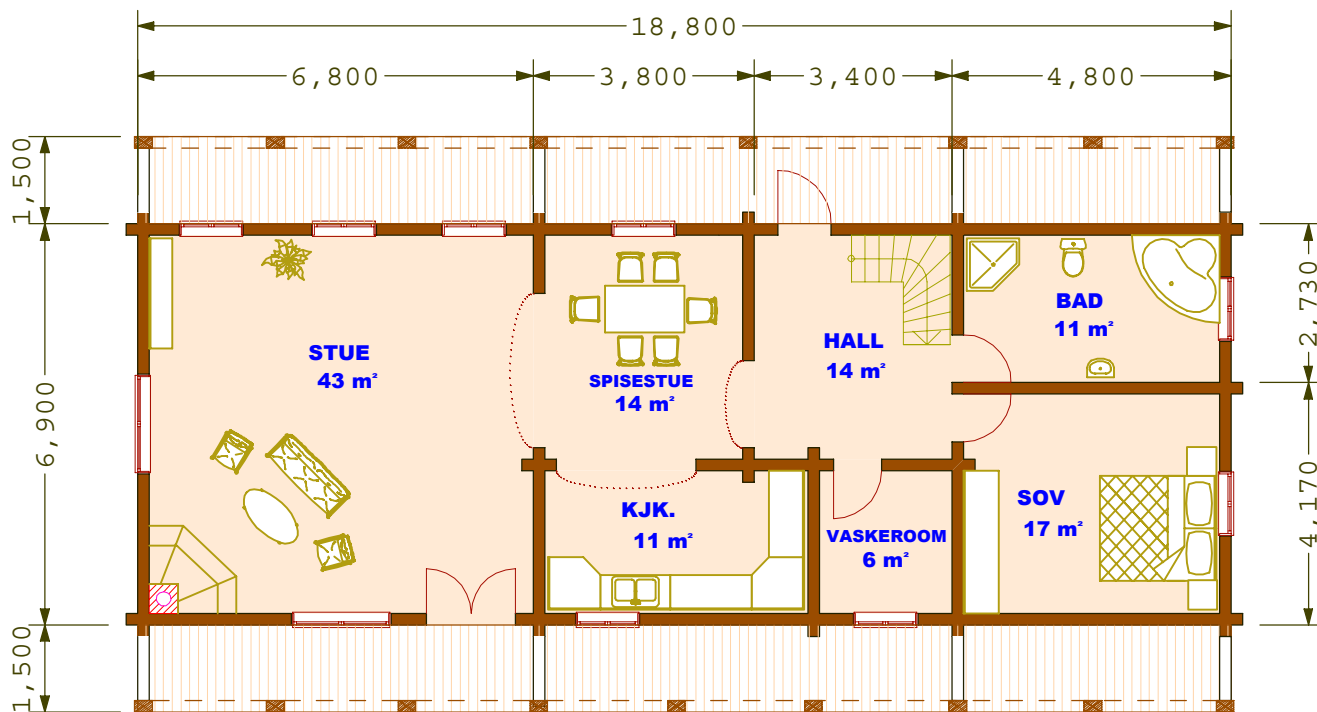 18,800
6,800
3,800
3,400
4,800
1,500
6,900
1,500
2,730
4,170
STUE
43 m²
SPISESTUE
14 m²
HALL
14 m²
BAD
11 m²
KJK.
11 m²
VASKEROOM
6 m²
SOV
17 m²